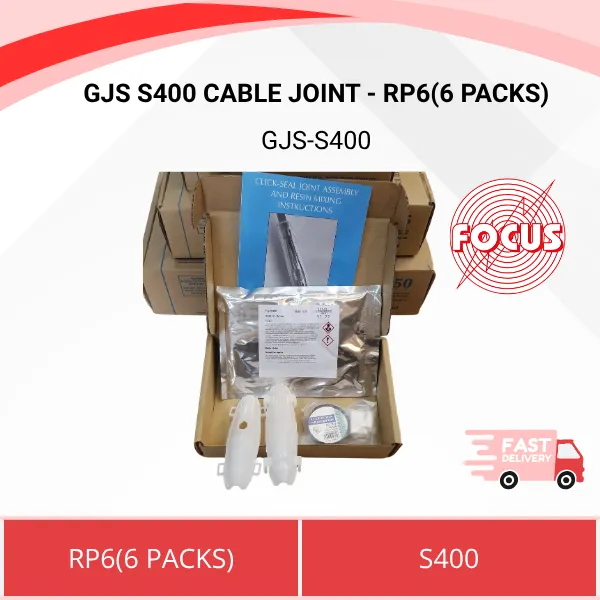 GJS S400 CABLE JOINT - RP6(6 PACKS)
GJS-S400
CLICK-SEAL JOINT ASSEMBLY
AND RESIN MIXING
INSTRUCTIONS
50
FOCUS
FAST
DELIVERY
RP6(6 PACKS)
S400